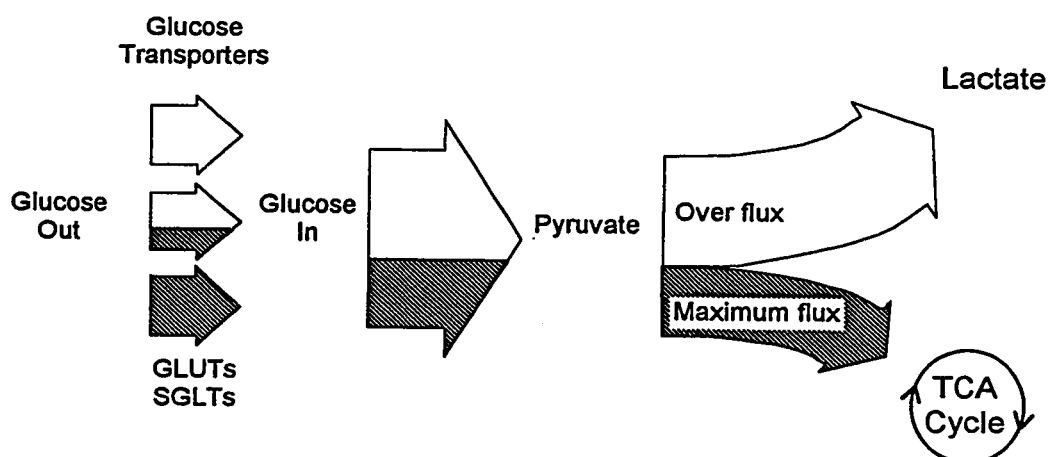 Glucose
Transporters
Lactate
Glucose
Out
Glucose
In
Pyruvate
Over flux
Maximum flux
GLUTs
SGLTs
TCA
Cycle